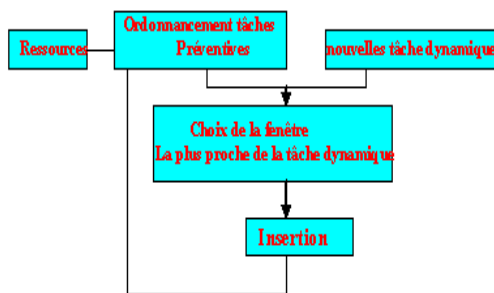 Ressources
Ordonnancement tâches
Préventives
nouvelles tâche dynamique
Choix de la fenêtre
La plus proche de la tâche dynamique
Insertion